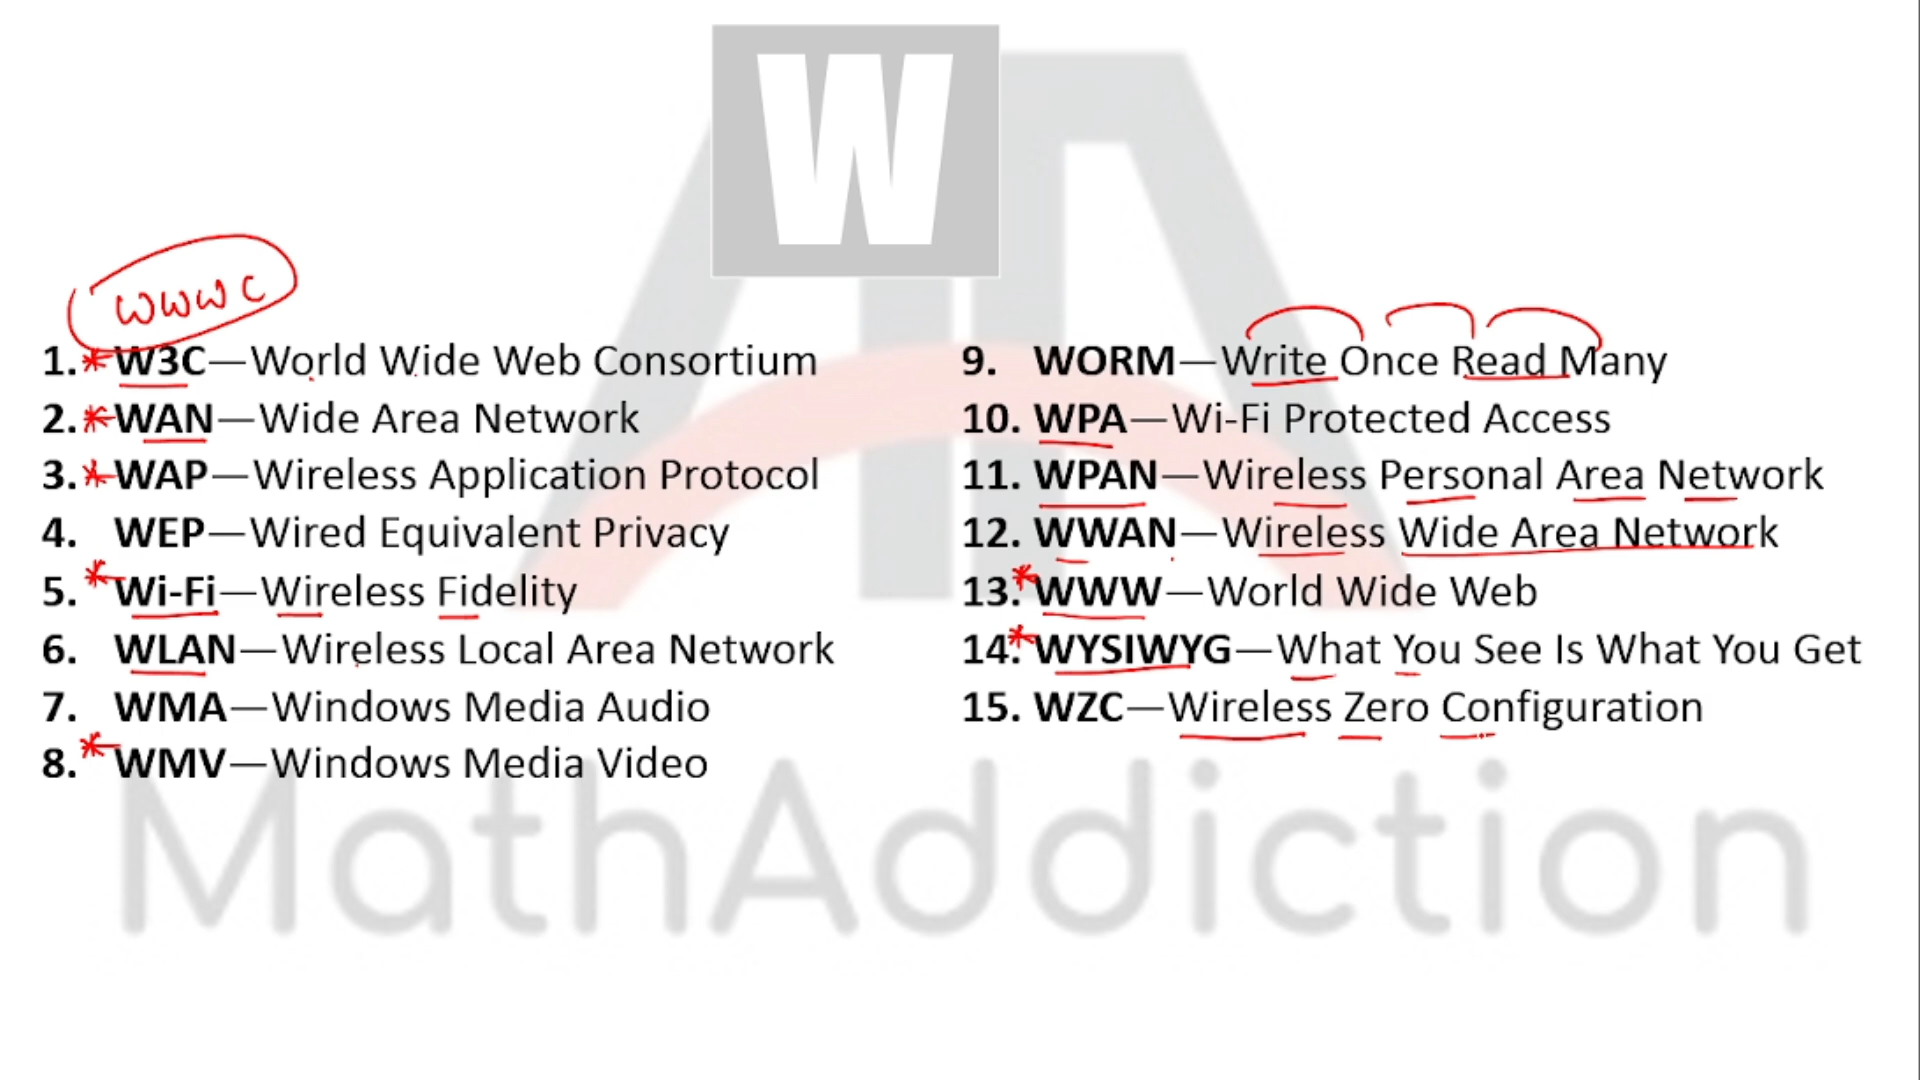 W
WWWC
1. W3C—World Wide Web Consortium
2. WAN—Wide Area Network
3. WAP—Wireless Application Protocol
4. WEP—Wired Equivalent Privacy
5. Wi-Fi—Wireless Fidelity
6. WLAN—Wireless Local Area Network
7. WMA—Windows Media Audio
8. WMV—Windows Media Video
9. WORM—Write Once Read Many
10. WPA—Wi-Fi Protected Access
11. WPAN—Wireless Personal Area Network
12. WWAN—Wireless Wide Area Network
13. WWW—World Wide Web
14. WYSIWYG—What You See Is What You Get
15. WZC—Wireless Zero Configuration
MathAddiction